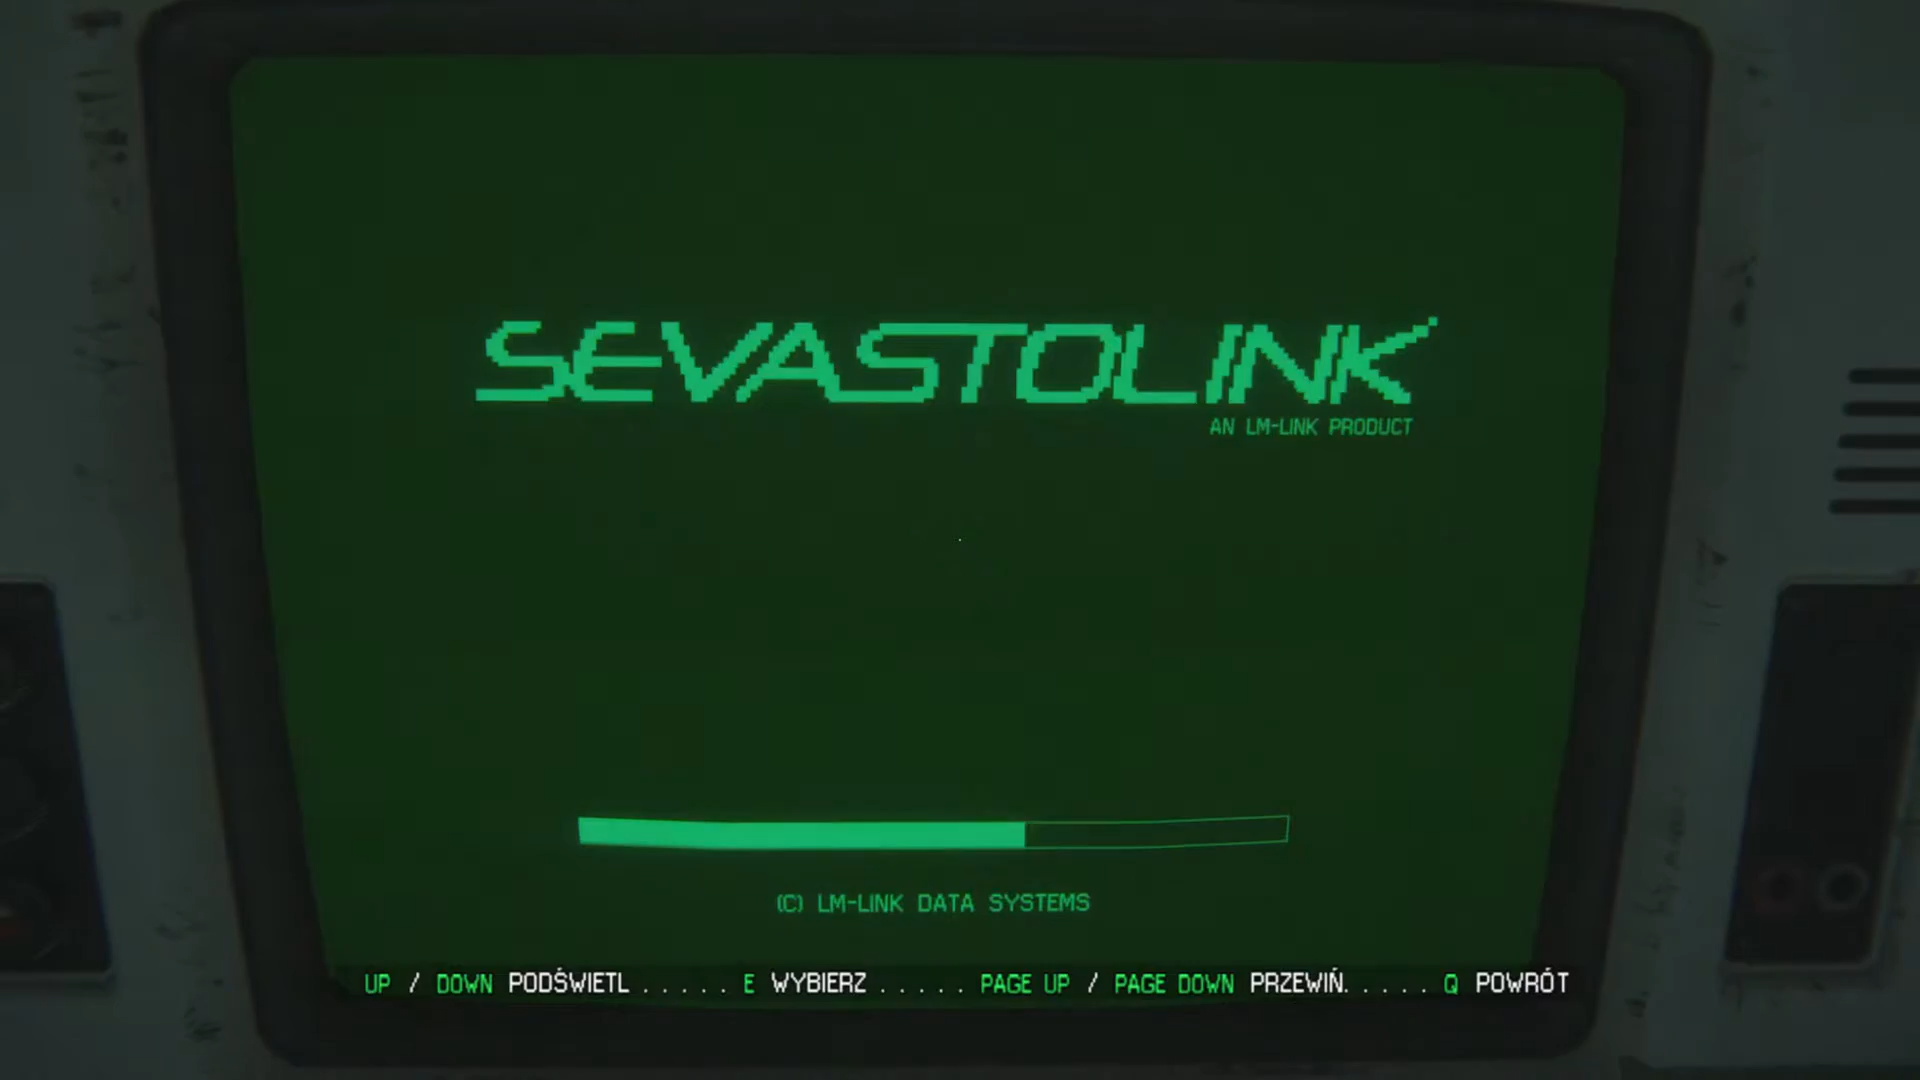 SEVASTOLINK
AN LM-LINK PRODUCT
(C) LM-LINK DATA SYSTEMS
UP / DOWN PODŚWIETL ..... E WYBIERZ ..... PAGE UP / PAGE DOWN PRZEWIŃ..... Q POWRÓT